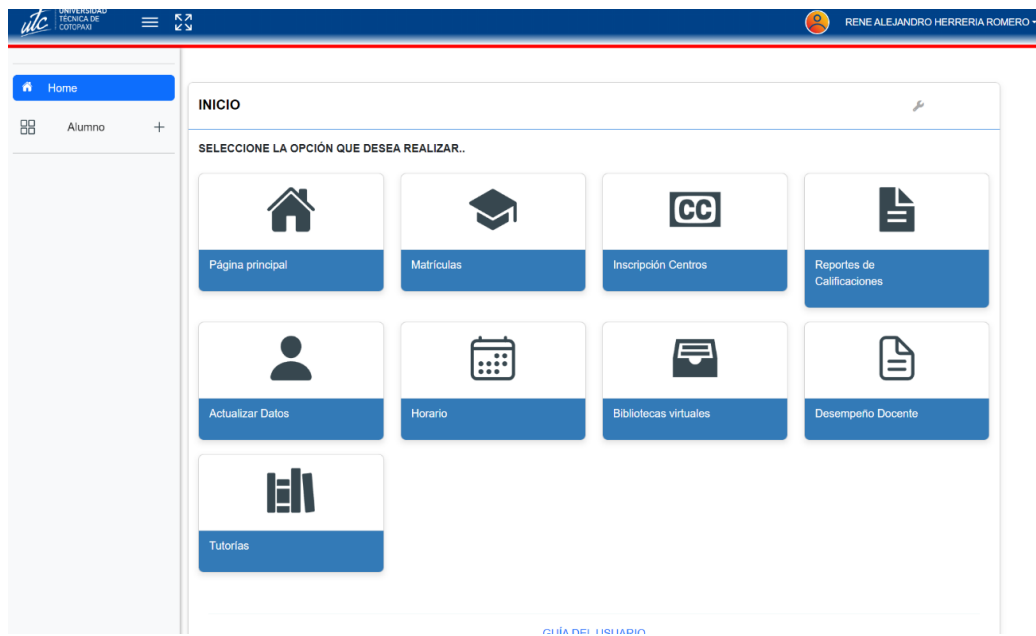 utc
UNIVERSIDAD
TÉCNICA DE
COTOPAXI
RENE ALEJANDRO HERRERIA ROMERO
Home
Alumno
INICIO
SELECCIONE LA OPCIÓN QUE DESEA REALIZAR..
Página principal
Matrículas
CC
Inscripción Centros
Reportes de
Calificaciones
Actualizar Datos
Horario
Bibliotecas virtuales
Desempeño Docente
Tutorías
GUÍA DEL USUARIO